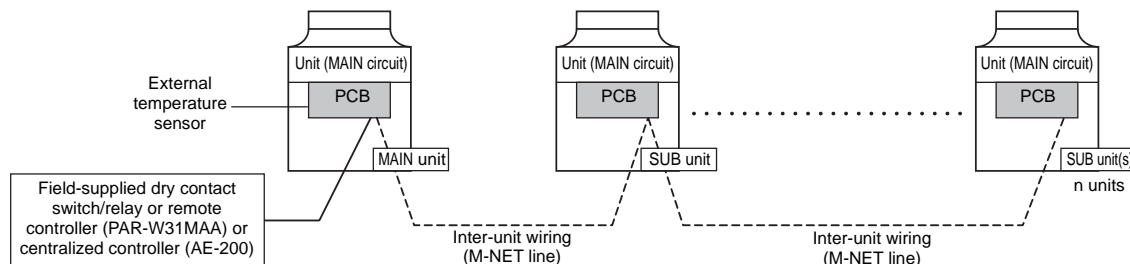 Unit (MAIN circuit)
PCB
External
temperature
sensor
MAIN unit
Field-supplied dry contact
switch/relay or remote
controller (PAR-W31MAA) or
centralized controller (AE-200)
Inter-unit wiring
(M-NET line)
Unit (MAIN circuit)
PCB
SUB unit
Inter-unit wiring
(M-NET line)
Unit (MAIN circuit)
PCB
SUB unit(s)
n units